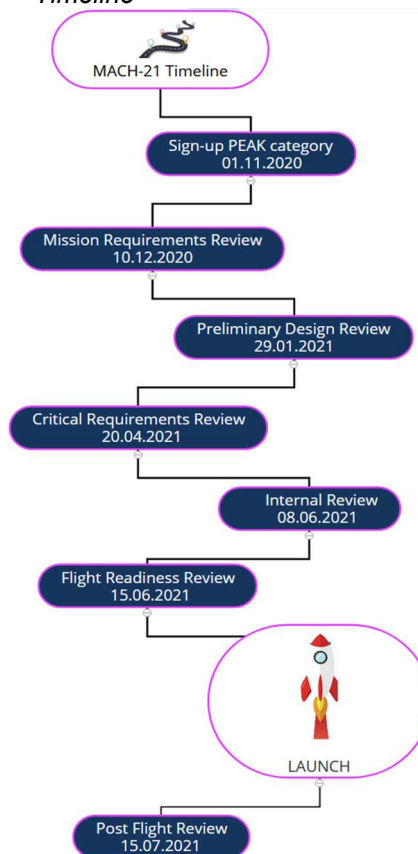 Timeline
MACH-21 Timeline
Sign-up PEAK category
01.11.2020
Mission Requirements Review
10.12.2020
Preliminary Design Review
29.01.2021
Critical Requirements Review
20.04.2021
Internal Review
08.06.2021
Flight Readiness Review
15.06.2021
LAUNCH
Post Flight Review
15.07.2021